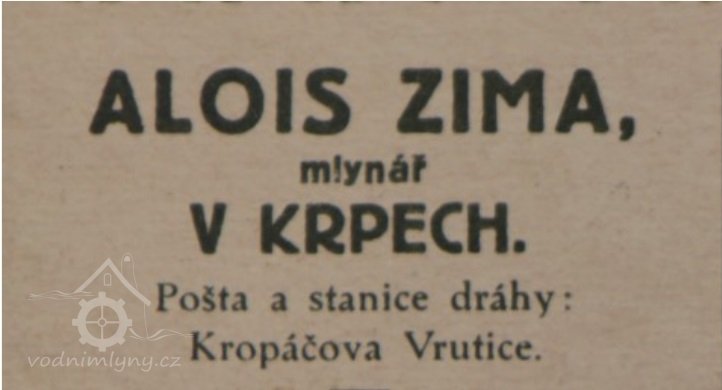 ALOIS ZIMA,
mlynář
V KRPECH.
Pošta a stanice dráhy:
Kropáčova Vrutice.
vodnimlyny.cz